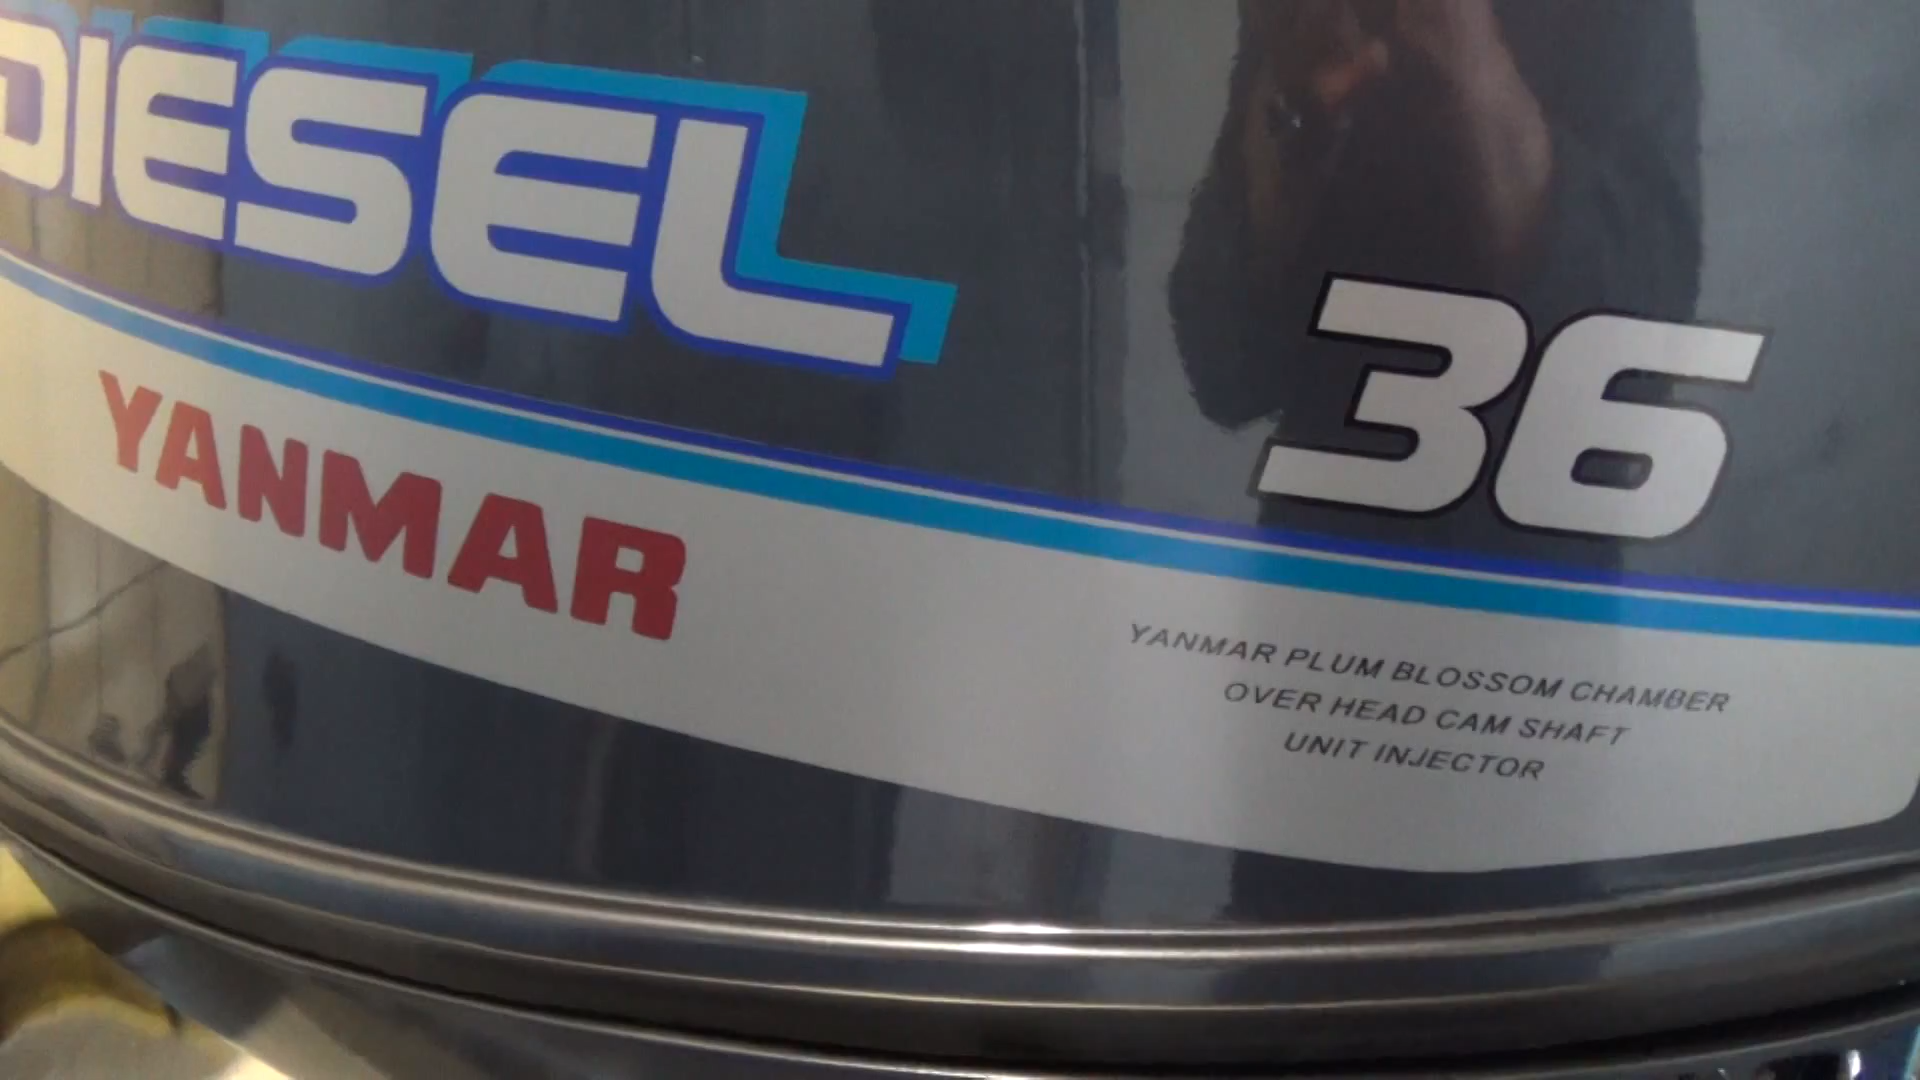 DIESEL
36
YANMAR
YANMAR PLUM BLOSSOM CHAMBER
OVER HEAD CAM SHAFT
UNIT INJECTOR